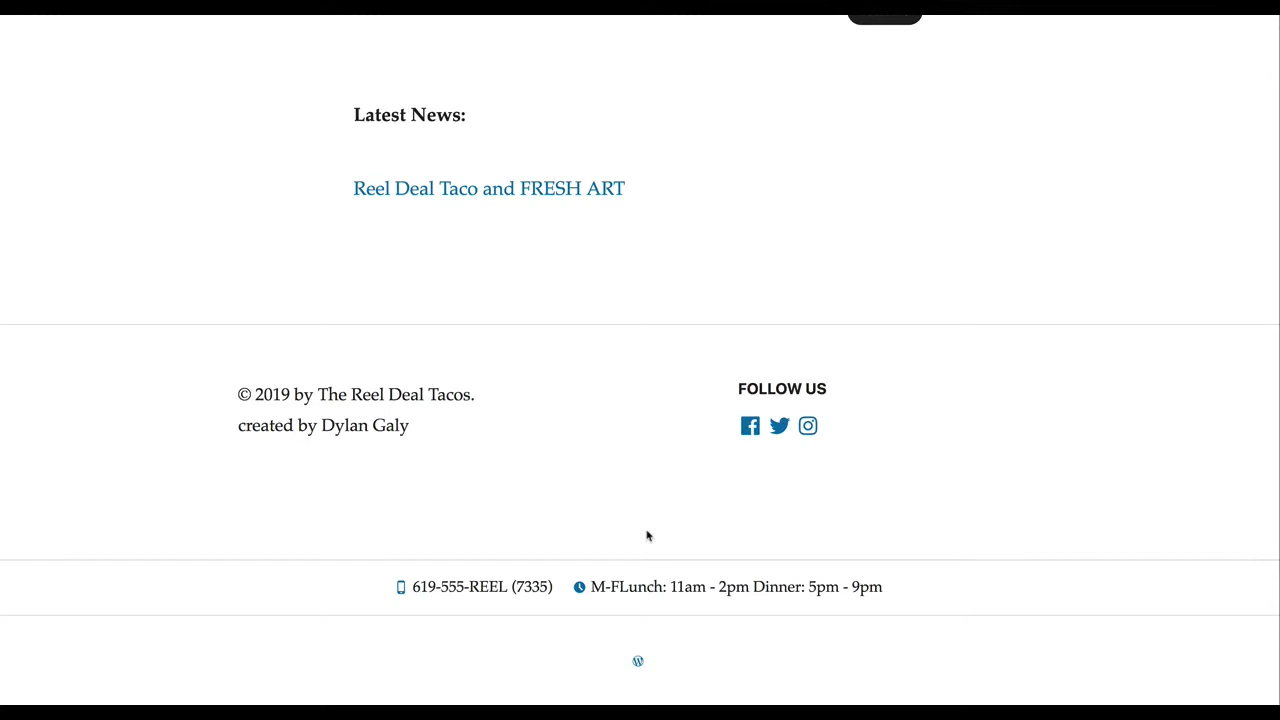 Latest News:
Reel Deal Taco and FRESH ART
© 2019 by The Reel Deal Tacos.
created by Dylan Galy
FOLLOW US
619-555-REEL (7335) M-FLunch: 11am - 2pm Dinner: 5pm - 9pm